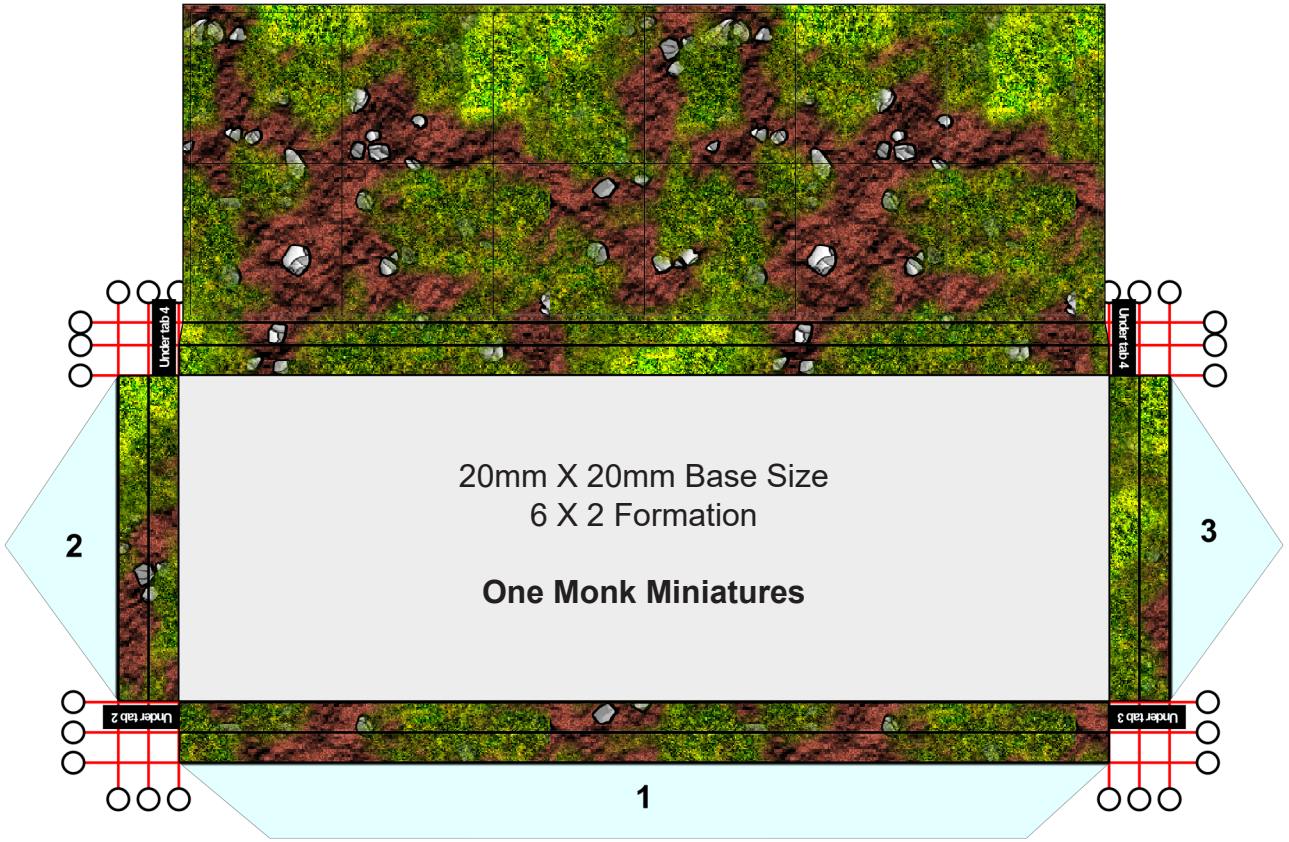 Under tab 4
Under tab 4
20mm X 20mm Base Size
6 X 2 Formation
2
3
One Monk Miniatures
Under tab 2
Under tab 3
1